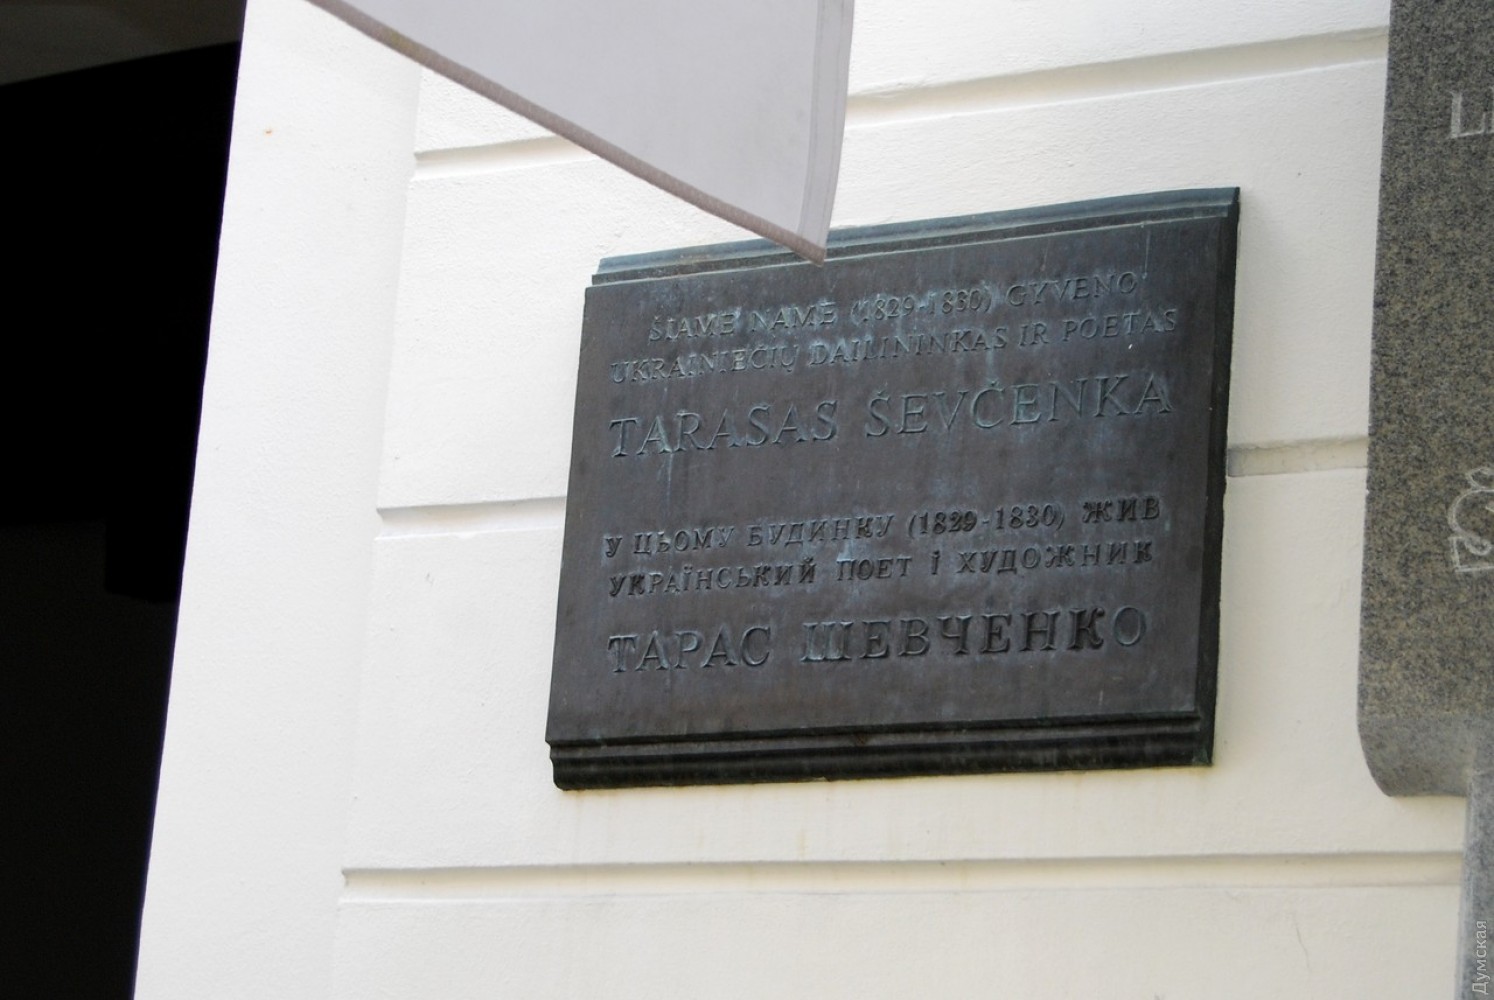 ŠIAME NAME (1829-1830) GYVENO
UKRAINIEČIŲ DAILININKAS IR POETAS
TARASAS ŠEVČENKA
У ЦЬОМУ БУДИНКУ (1829-1830) ЖИВ
УКРАЇНСЬКИЙ ПОЕТ І ХУДОЖНИК
ТАРАС ШЕВЧЕНКО
Думская